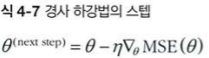 식 4-7 경사 하강법의 스텝
θ^(next step) = θ − η∇_θ MSE(θ)